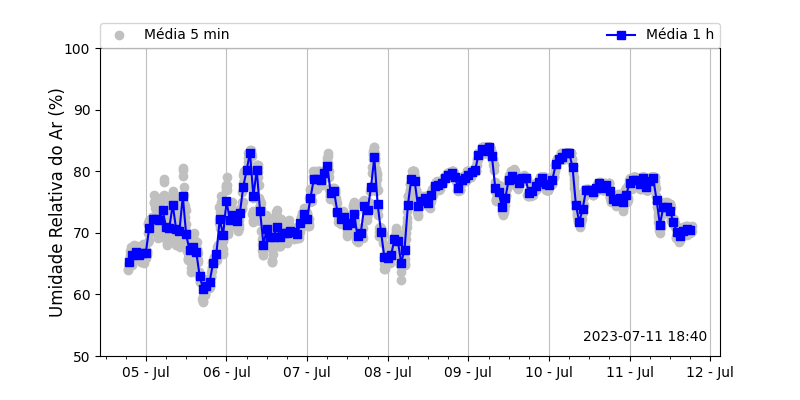 Média 5 min
Média 1 h
Umidade Relativa do Ar (%)
100
90
80
70
60
50
2023-07-11 18:40
05 - Jul
06 - Jul
07 - Jul
08 - Jul
09 - Jul
10 - Jul
11 - Jul
12 - Jul